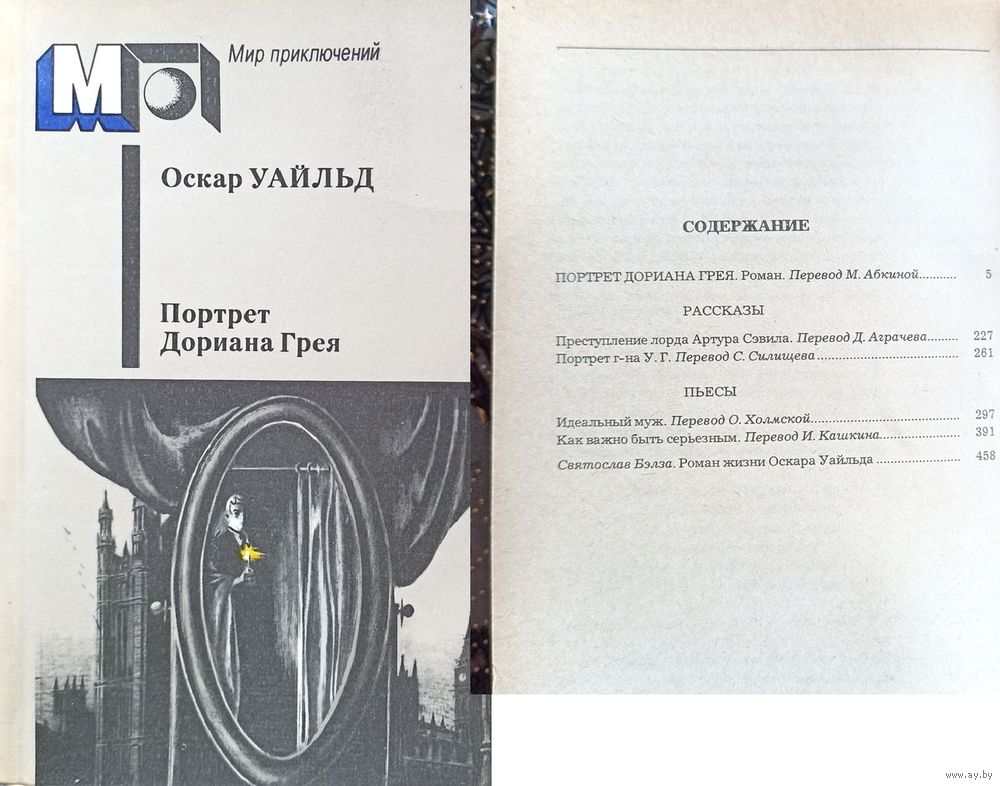 М
Мир приключений
Оскар УАЙЛЬД
Портрет
Дориана Грея
СОДЕРЖАНИЕ
ПОРТРЕТ ДОРИАНА ГРЕЯ. Роман. Перевод М. Абкиной.......... 5
РАССКАЗЫ
Преступление лорда Артура Сэвила. Перевод Д. Аграчева........ 227
Портрет г-на У. Г. Перевод С. Силищева.................................. 261
ПЬЕСЫ
Идеальный муж. Перевод О. Холмской................................... 297
Как важно быть серьезным. Перевод И. Кашкина.................... 391
Святослав Бэлза. Роман жизни Оскара Уайльда ..................... 458
www.ay.by